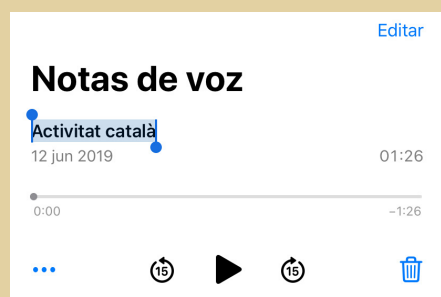 Editar
Notas de voz
Activitat català
12 jun 2019 01:26
0:00 −1:26
15 15